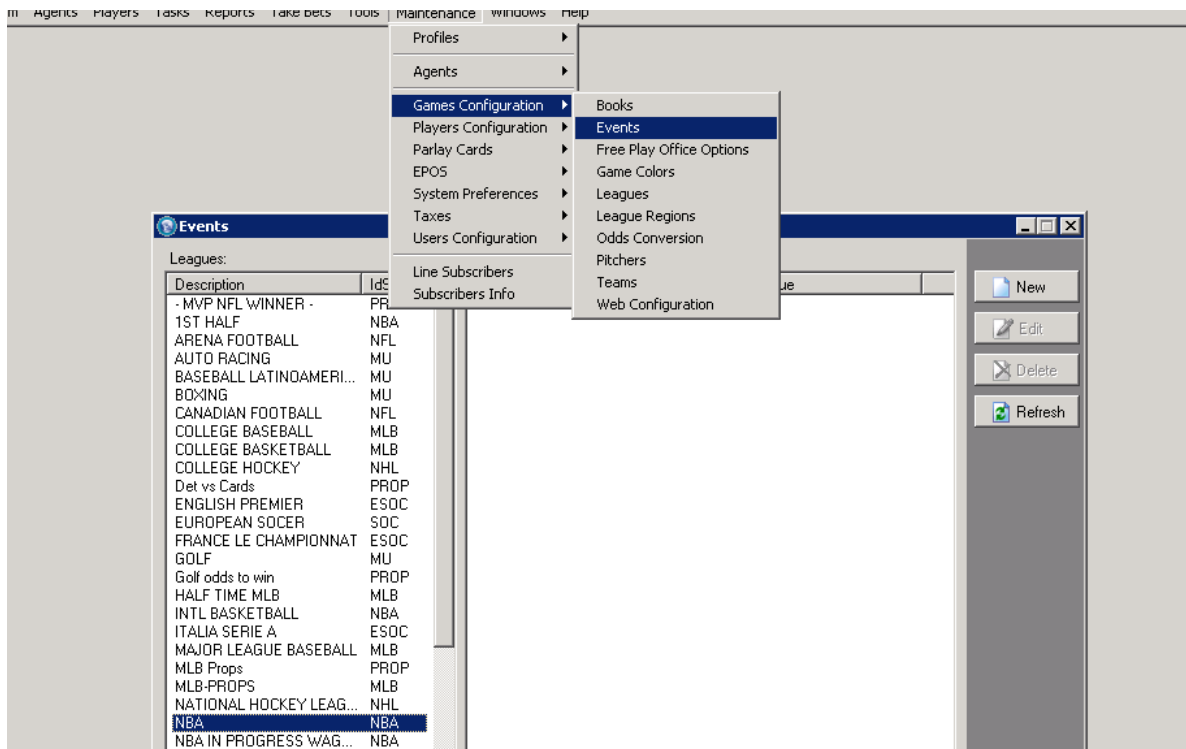 Agents Players Tasks Reports Take Bets Tools Maintenance Windows Help
Profiles
Agents
Games Configuration
Players Configuration
Parlay Cards
EPOS
System Preferences
Taxes
Users Configuration
Line Subscribers
Subscribers Info
Books
Events
Free Play Office Options
Game Colors
Leagues
League Regions
Odds Conversion
Pitchers
Teams
Web Configuration
Events
Leagues:
Description
New
Edit
Delete
Refresh
- MVP NFL WINNER -
1ST HALF NBA
ARENA FOOTBALL NFL
AUTO RACING MU
BASEBALL LATINOAMERI... MU
BOXING MU
CANADIAN FOOTBALL NFL
COLLEGE BASEBALL MLB
COLLEGE BASKETBALL MLB
COLLEGE HOCKEY NHL
Det vs Cards PROP
ENGLISH PREMIER ESOC
EUROPEAN SOCER SOC
FRANCE LE CHAMPIONNAT ESOC
GOLF MU
Golf odds to win PROP
HALF TIME MLB MLB
INTL BASKETBALL NBA
ITALIA SERIE A ESOC
MAJOR LEAGUE BASEBALL MLB
MLB Props PROP
MLB-PROPS MLB
NATIONAL HOCKEY LEAG... NHL
NBA NBA
NBA IN PROGRESS WAG... NBA